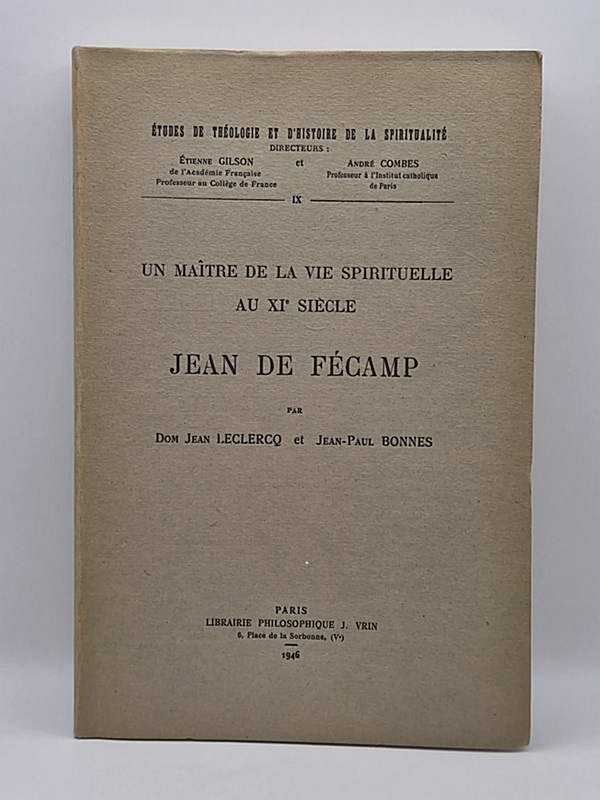 ÉTUDES DE THÉOLOGIE ET D'HISTOIRE DE LA SPIRITUALITÉ
DIRECTEURS :
ÉTIENNE GILSON et ANDRÉ COMBES
de l'Académie Française Professeur à l'Institut catholique
Professeur au Collège de France de Paris
IX
UN MAÎTRE DE LA VIE SPIRITUELLE
AU XIe SIÈCLE
JEAN DE FÉCAMP
PAR
DOM JEAN LECLERCQ et JEAN-PAUL BONNES
PARIS
LIBRAIRIE PHILOSOPHIQUE J. VRIN
6, Place de la Sorbonne, (Ve)
1946